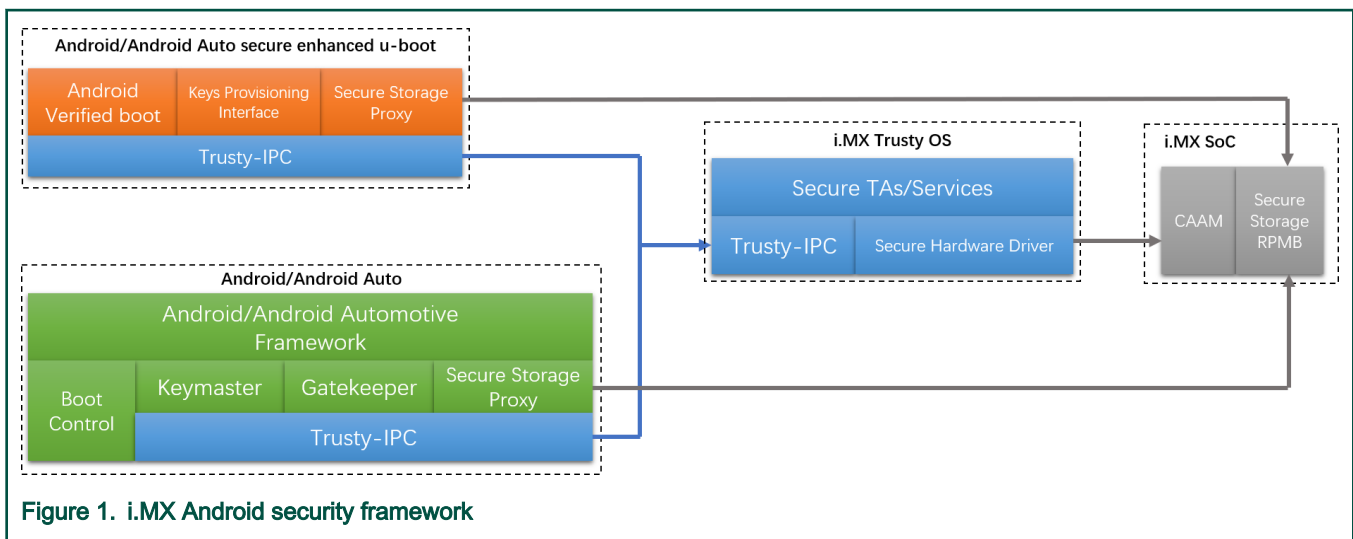 Android/Android Auto secure enhanced u-boot
Android
Verified boot
Keys Provisioning
Interface
Secure Storage
Proxy
Trusty-IPC
i.MX Trusty OS
Secure TAs/Services
Trusty-IPC
Secure Hardware Driver
i.MX SoC
CAAM
Secure
Storage
RPMB
Android/Android Auto
Android/Android Automotive
Framework
Boot
Control
Keymaster
Gatekeeper
Secure Storage
Proxy
Trusty-IPC
Figure 1. i.MX Android security framework